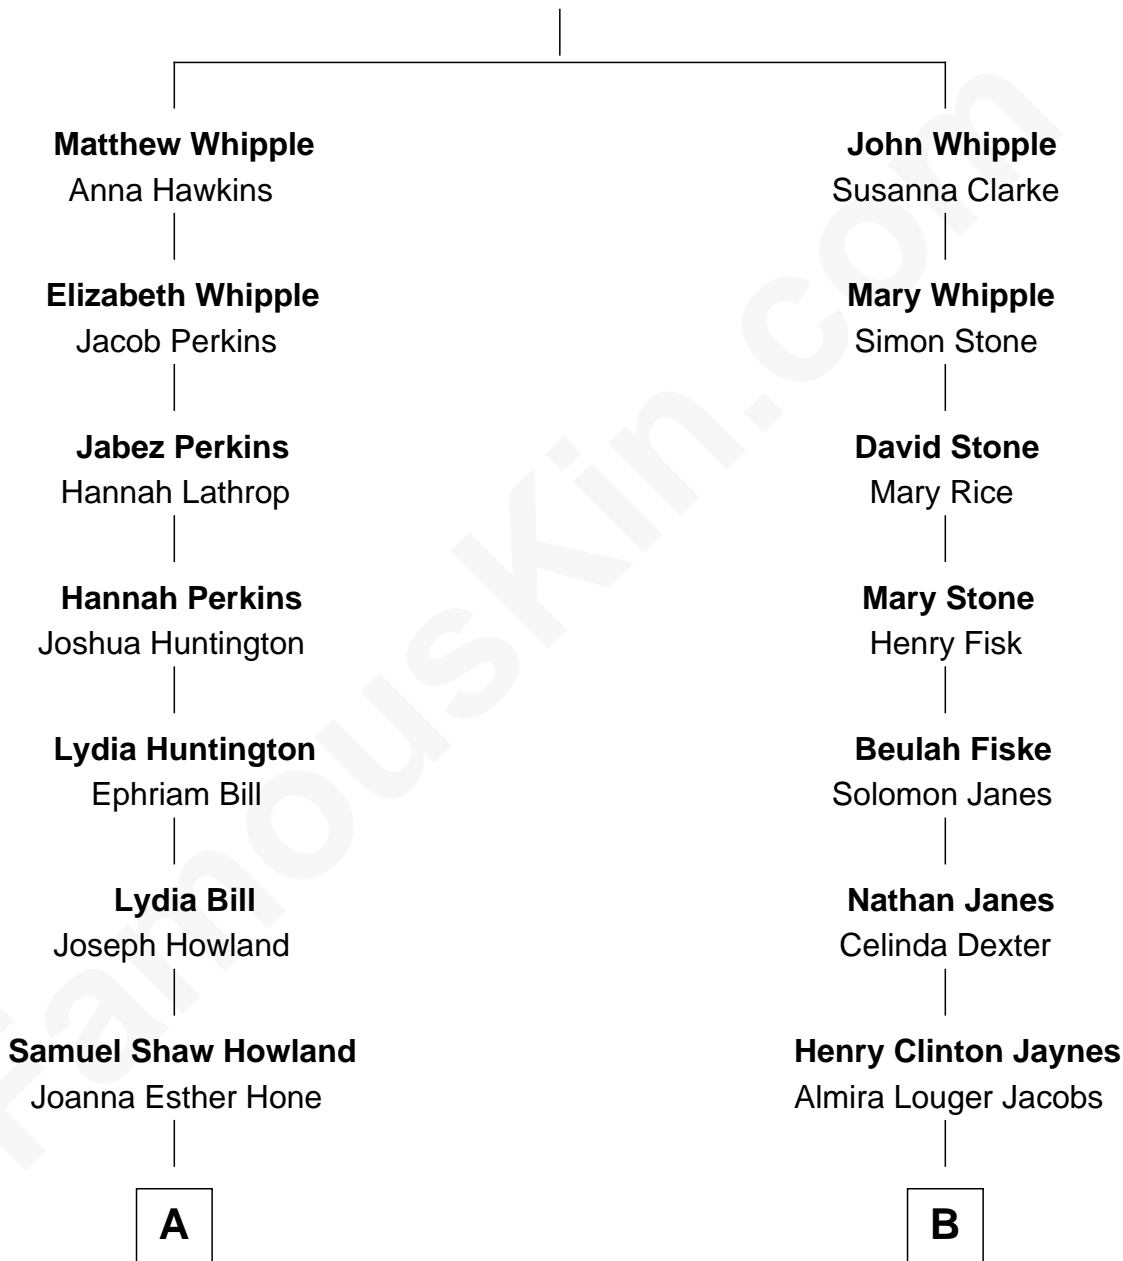 Matthew Whipple
Anna Hawkins
Elizabeth Whipple
Jacob Perkins
Jabez Perkins
Hannah Lathrop
Hannah Perkins
Joshua Huntington
Lydia Huntington
Ephriam Bill
Lydia Bill
Joseph Howland
Samuel Shaw Howland
Joanna Esther Hone
A
John Whipple
Susanna Clarke
Mary Whipple
Simon Stone
David Stone
Mary Rice
Mary Stone
Henry Fisk
Beulah Fiske
Solomon Janes
Nathan Janes
Celinda Dexter
Henry Clinton Jaynes
Almira Louger Jacobs
B
FamousKin.com